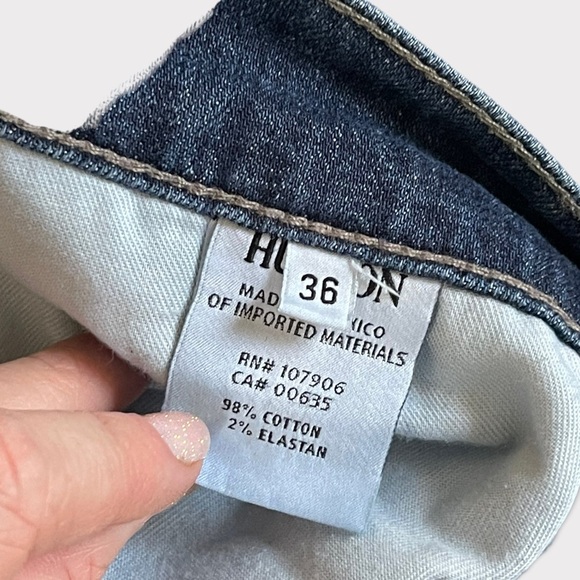 36
OF IMPORTED MATERIALS
RN# 107906
CA# 00635
98% COTTON
2% ELASTAN